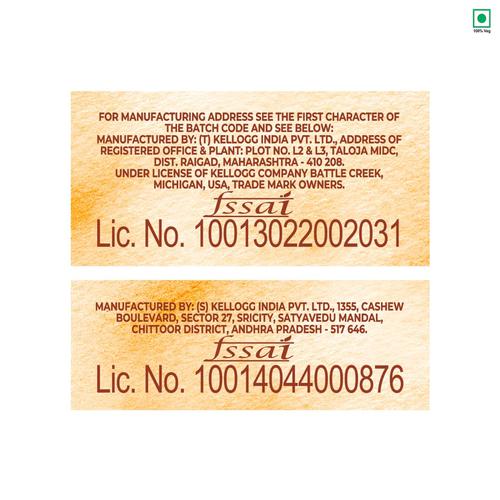 100% Veg
FOR MANUFACTURING ADDRESS SEE THE FIRST CHARACTER OF
THE BATCH CODE AND SEE BELOW:
MANUFACTURED BY: (T) KELLOGG INDIA PVT. LTD., ADDRESS OF
REGISTERED OFFICE & PLANT: PLOT NO. L2 & L3, TALOJA MIDC,
DIST. RAIGAD, MAHARASHTRA - 410 208.
UNDER LICENSE OF KELLOGG COMPANY BATTLE CREEK,
MICHIGAN, USA, TRADE MARK OWNERS.
fssai
Lic. No. 10013022002031
MANUFACTURED BY: (S) KELLOGG INDIA PVT. LTD., 1355, CASHEW
BOULEVARD, SECTOR 27, SRICITY, SATYAVEDU MANDAL,
CHITTOOR DISTRICT, ANDHRA PRADESH - 517 646.
fssai
Lic. No. 10014044000876